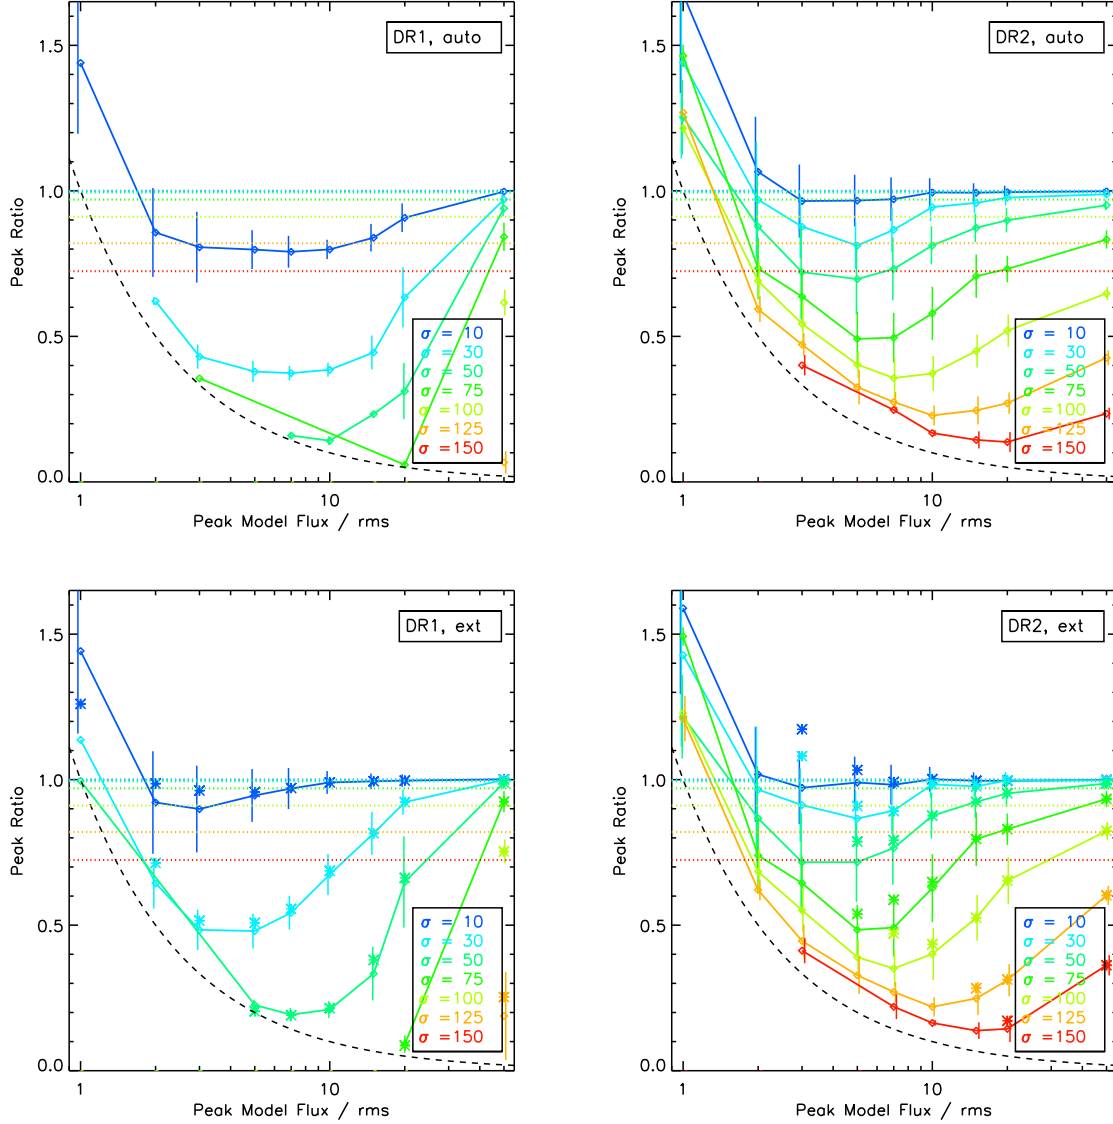 DR1, auto
1.5
1.0
0.5
0.0
Peak Ratio
σ = 10
σ = 30
σ = 50
σ = 75
σ =100
σ =125
σ =150
1
10
Peak Model Flux / rms
DR2, auto
1.5
1.0
0.5
0.0
Peak Ratio
σ = 10
σ = 30
σ = 50
σ = 75
σ =100
σ =125
σ =150
1
10
Peak Model Flux / rms
DR1, ext
1.5
1.0
0.5
0.0
Peak Ratio
σ = 10
σ = 30
σ = 50
σ = 75
σ =100
σ =125
σ =150
1
10
Peak Model Flux / rms
DR2, ext
1.5
1.0
0.5
0.0
Peak Ratio
σ = 10
σ = 30
σ = 50
σ = 75
σ =100
σ =125
σ =150
1
10
Peak Model Flux / rms